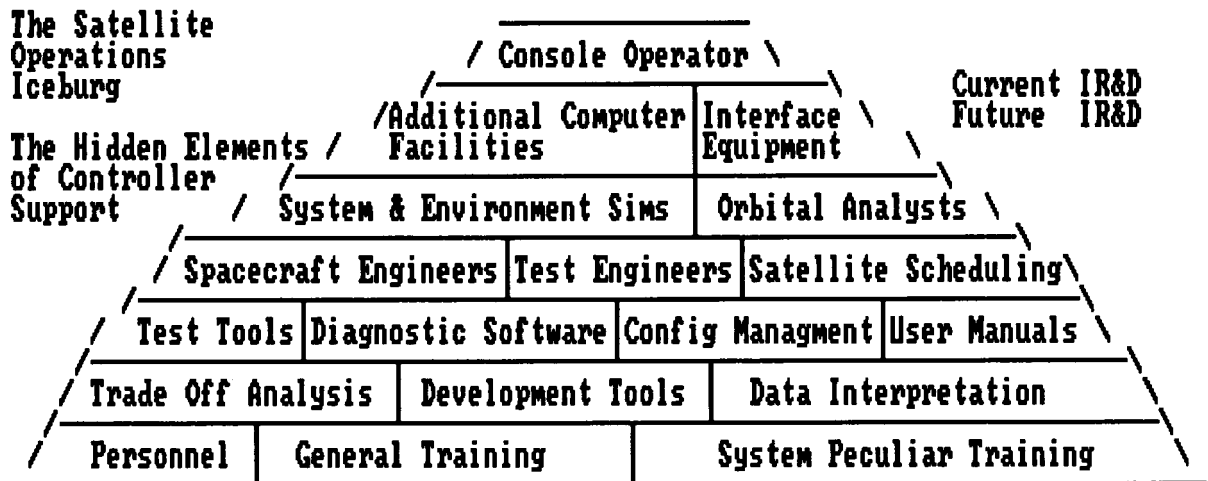 The Satellite
Operations
Iceburg
The Hidden Elements
of Controller
Support
Current IR&D
Future IR&D
Console Operator
Additional Computer Facilities
Interface Equipment
System & Environment Sims
Orbital Analysts
Spacecraft Engineers
Test Engineers
Satellite Scheduling
Test Tools
Diagnostic Software
Config Managment
User Manuals
Trade Off Analysis
Development Tools
Data Interpretation
Personnel
General Training
System Peculiar Training